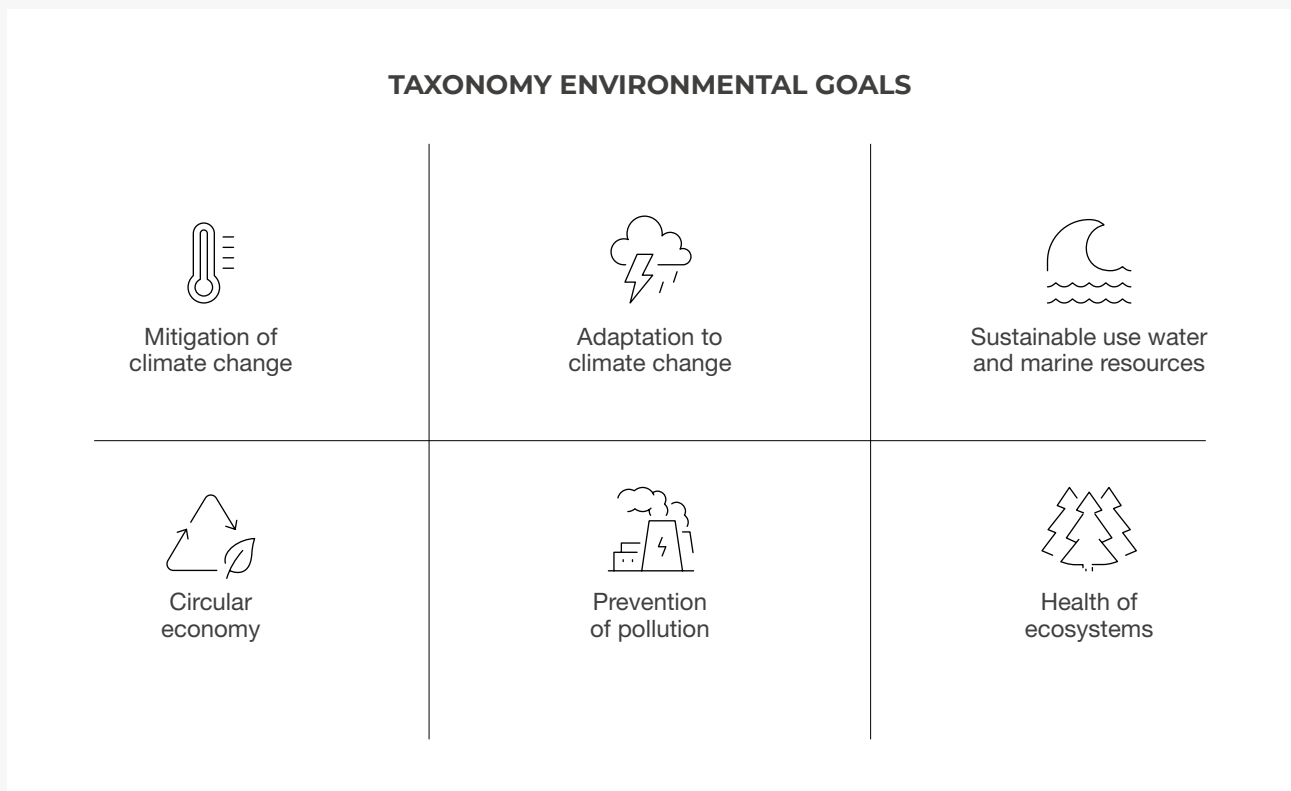 TAXONOMY ENVIRONMENTAL GOALS
Mitigation of
climate change
Adaptation to
climate change
Sustainable use water
and marine resources
Circular
economy
Prevention
of pollution
Health of
ecosystems